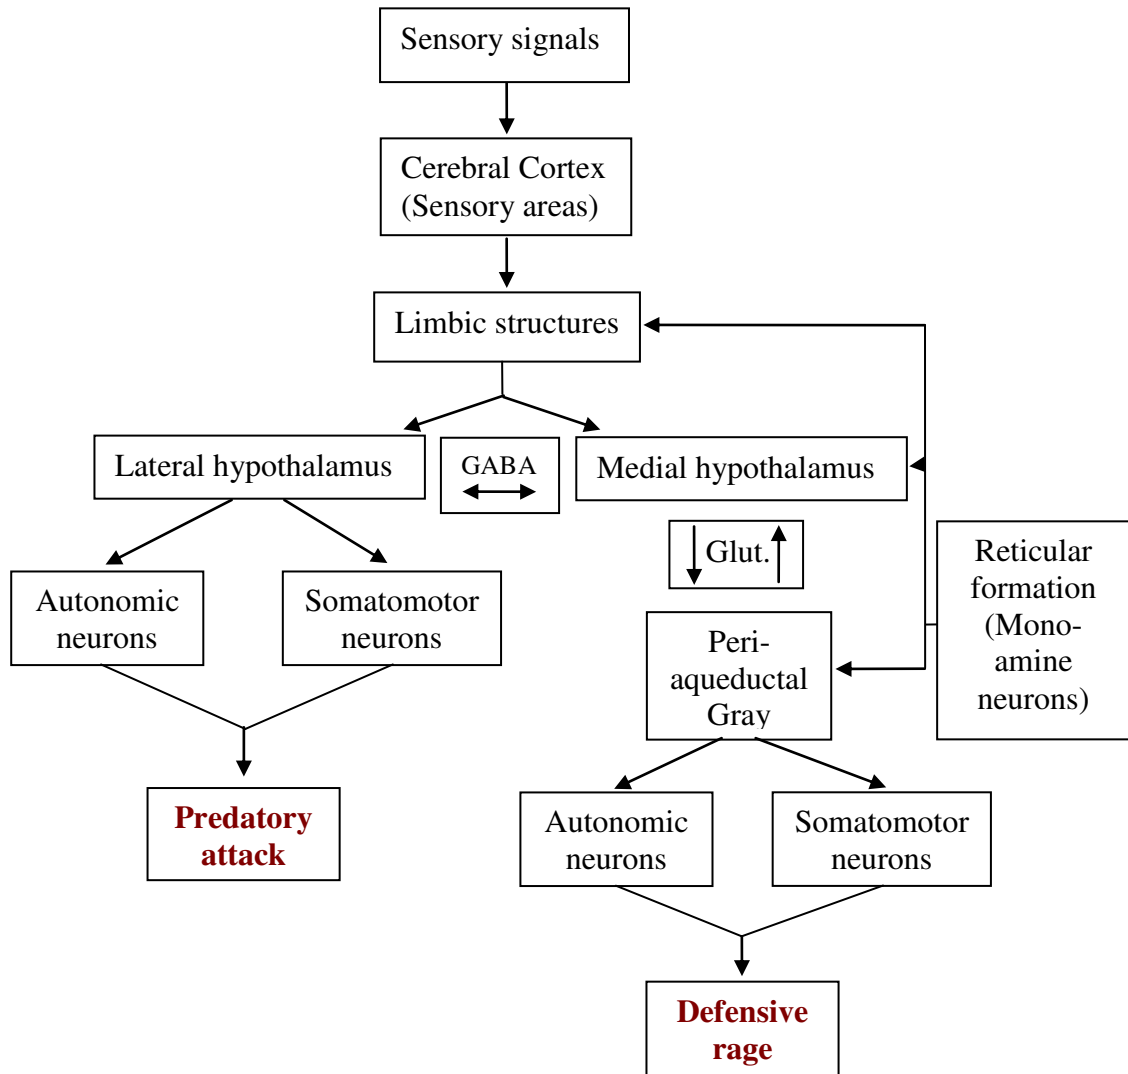 Sensory signals
Cerebral Cortex
(Sensory areas)
Limbic structures
Lateral hypothalamus
GABA
Medial hypothalamus
Glut.
Reticular
formation
(Mono-
amine
neurons)
Autonomic
neurons
Somatomotor
neurons
Peri-
aqueductal
Gray
Predatory
attack
Autonomic
neurons
Somatomotor
neurons
Defensive
rage